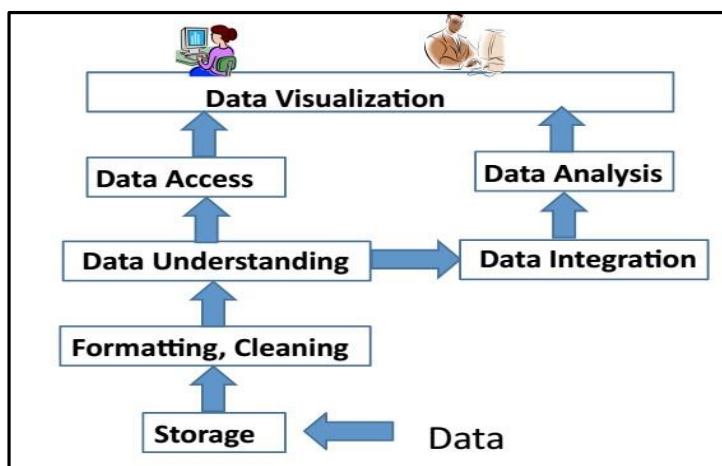 Data Visualization
Data Access
Data Analysis
Data Understanding
Data Integration
Formatting, Cleaning
Storage
Data